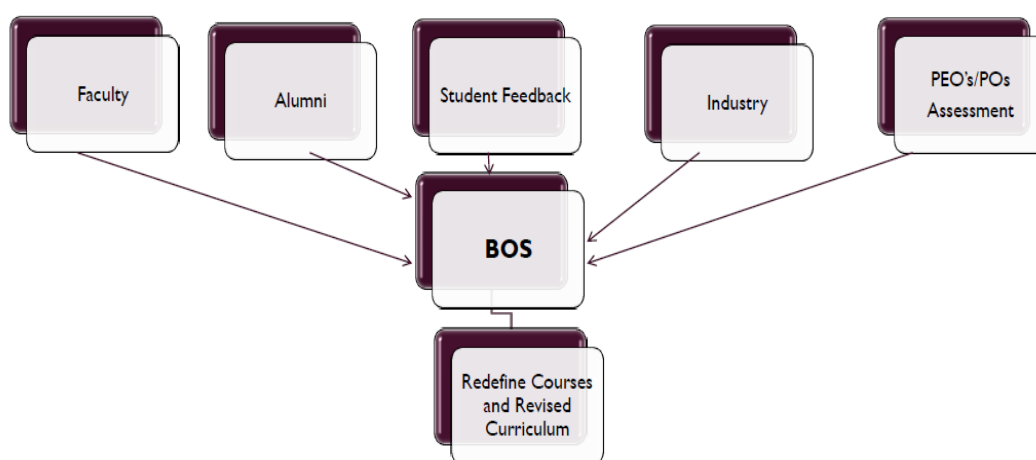 Faculty
Alumni
Student Feedback
Industry
PEO's/POs
Assessment
BOS
Redefine Courses
and Revised
Curriculum